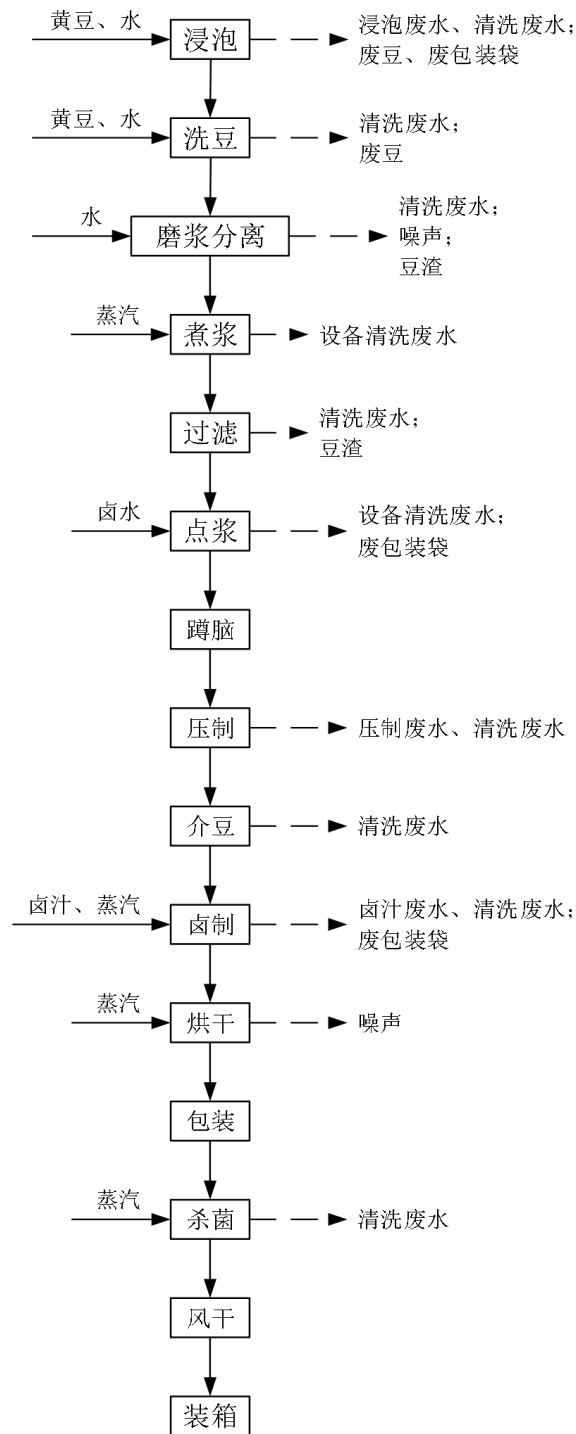 黄豆、水
浸泡
浸泡废水、清洗废水；
废豆、废包装袋
黄豆、水
洗豆
清洗废水；
废豆
水
磨浆分离
清洗废水；
噪声；
豆渣
蒸汽
煮浆
设备清洗废水
过滤
清洗废水；
豆渣
卤水
点浆
设备清洗废水；
废包装袋
蹲脑
压制
压制废水、清洗废水
介豆
清洗废水
卤汁、蒸汽
卤制
卤汁废水、清洗废水；
废包装袋
蒸汽
烘干
噪声
包装
蒸汽
杀菌
清洗废水
风干
装箱